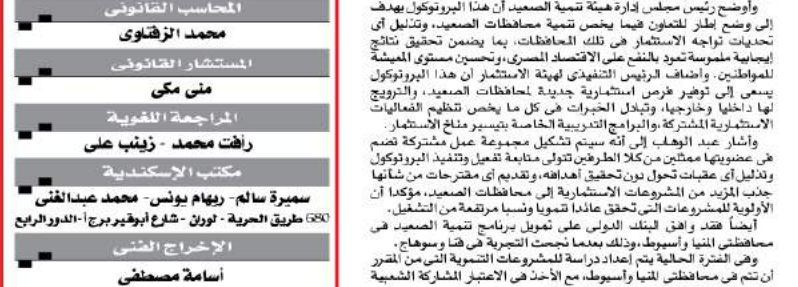 وأوضح رئيس مجلس إدارة هيئة تنمية الصعيد أن هذا البروتوكول يهدف
إلى وضع إطار للتعاون فيما يخص تنمية محافظات الصعيد، وتذليل أى
تحديات تواجه الاستثمار فى تلك المحافظات، بما يضمن تحقيق نتائج
إيجابية ملموسة تعود بالنفع على الاقتصاد المصرى، وتحسين مستوى المعيشة
للمواطنين. وأضاف الرئيس التنفيذى لهيئة الاستثمار أن هذا البروتوكول
يسعى إلى توفير فرص استثمارية جديدة لمحافظات الصعيد، والترويج
لها داخليا وخارجيا، وتبادل الخبرات فى كل ما يخص تنظيم الفعاليات
الاستثمارية المشتركة، والبرامج التدريبية الخاصة بتيسير مناخ الاستثمار.
وأشار عبد الوهاب إلى أنه سيتم تشكيل مجموعة عمل مشتركة تضم
فى عضويتها ممثلين من كلا الطرفين تتولى متابعة تفعيل وتنفيذ البروتوكول
وتذليل أى عقبات تحول دون تحقيق أهدافه، وتقديم أى مقترحات من شأنها
جذب المزيد من المشروعات الاستثمارية إلى محافظات الصعيد، مؤكدا أن
الأولوية للمشروعات التى تحقق عائدا تنمويا ونسبا مرتفعة من التشغيل.
أيضاً فقد وافق البنك الدولى على تمويل برنامج تنمية الصعيد فى
محافظتى المنيا وأسيوط، وذلك بعدما نجحت التجربة فى قنا وسوهاج.
وفى الفترة الحالية يتم إعداد دراسة للمشروعات التنموية التى من المقرر
أن تتم فى محافظتى المنيا وأسيوط، مع الأخذ فى الاعتبار المشاركة الشعبية
المحاسب القانونى
محمد الزفتاوى
المستشار القانونى
منى مكى
المراجعة اللغوية
رأفت محمد - زينب على
مكتب الإسكندية
سميرة سالم- ريهام يونس- محمد عبدالغنى
680 طريق الحرية - لوران - شارع أبوقير برج أ-الدور الرابع
الإخراج الفنى
أسامة مصطفى